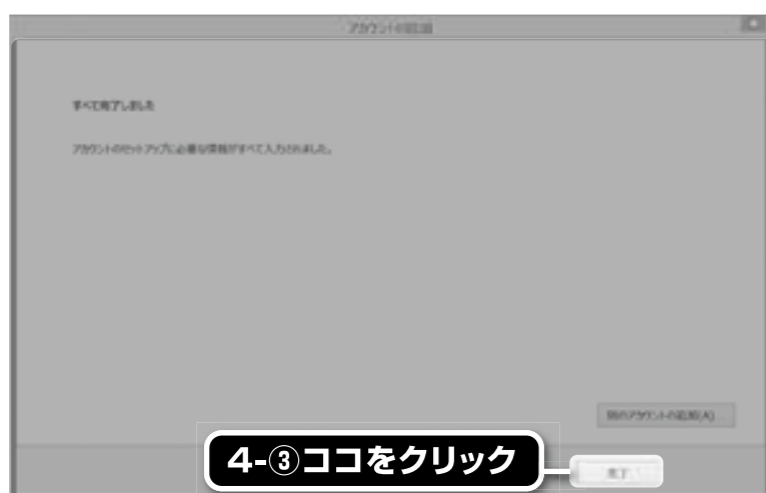 アカウントの追加
すべて完了しました
アカウントのセットアップに必要な情報がすべて入力されました。
別のアカウントの追加(A)...
4-③ココをクリック
完了